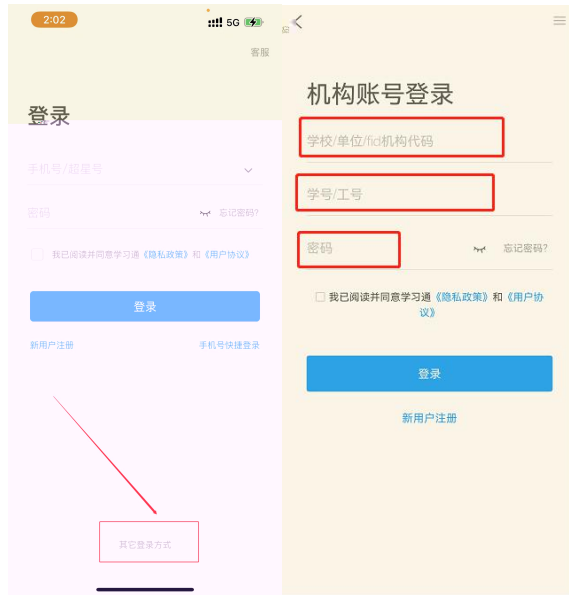 2:02
5G
客服
登录
手机号/超星号
密码
忘记密码?
我已阅读并同意学习通《隐私政策》和《用户协议》
登录
新用户注册
手机号快捷登录
其它登录方式
机构账号登录
学校/单位/fid机构代码
学号/工号
密码
忘记密码?
我已阅读并同意学习通《隐私政策》和《用户协
议》
登录
新用户注册